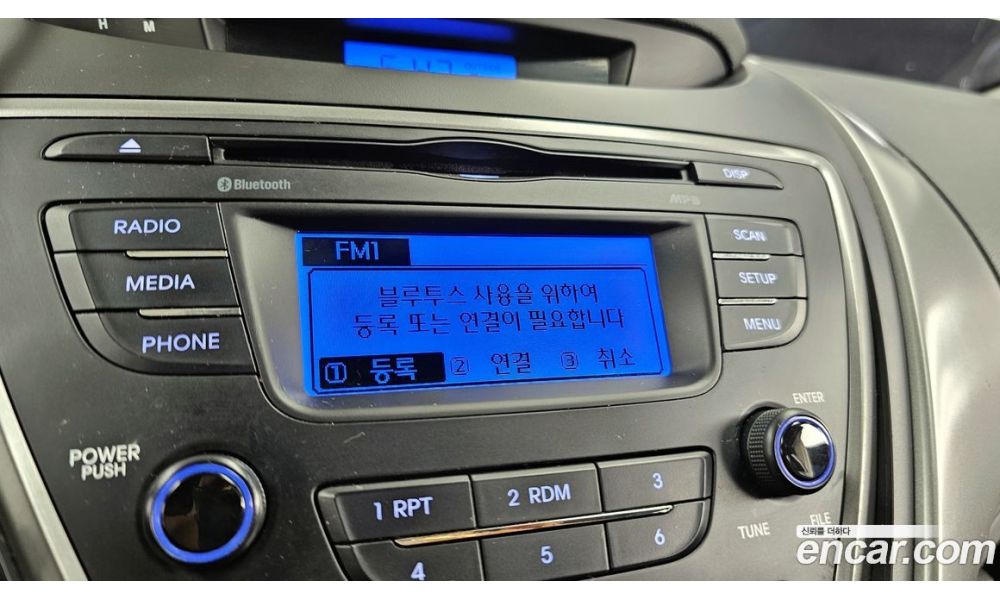 H M
DISP
Bluetooth
MP3
RADIO
MEDIA
PHONE
SCAN
SETUP
MENU
FM1
블루투스 사용을 위하여
등록 또는 연결이 필요합니다
① 등록 ② 연결 ③ 취소
POWER
PUSH
ENTER
TUNE
FILE
1 RPT 2 RDM 3
4 5 6
신뢰를 더하다
encar.com